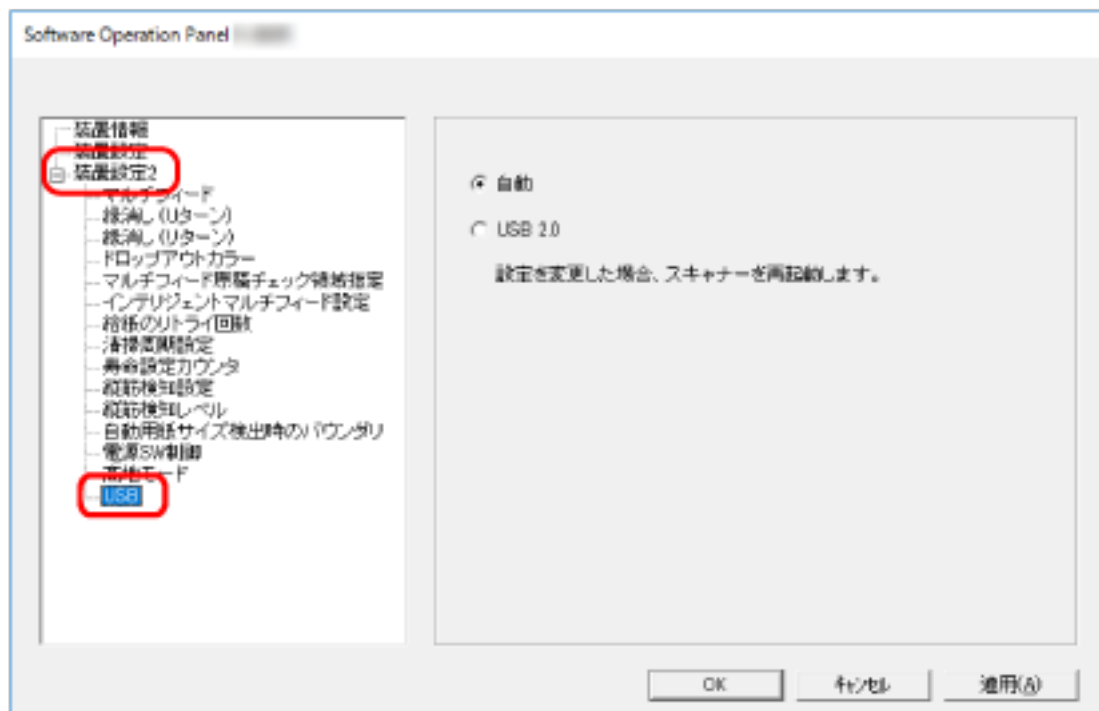 Software Operation Panel
装置情報
装置設定
装置設定2
マルチフィード
縁消し(Uターン)
縁消し(リターン)
ドロップアウトカラー
マルチフィード原稿チェック領域指定
インテリジェントマルチフィード設定
給紙のリトライ回数
清掃周期設定
寿命設定カウンタ
縦筋検知設定
縦筋検知レベル
自動用紙サイズ検出時のバウンダリ
電源SW制御
高地モード
USB
自動
USB 2.0
設定を変更した場合、スキャナーを再起動します。
OK
キャンセル
適用(A)